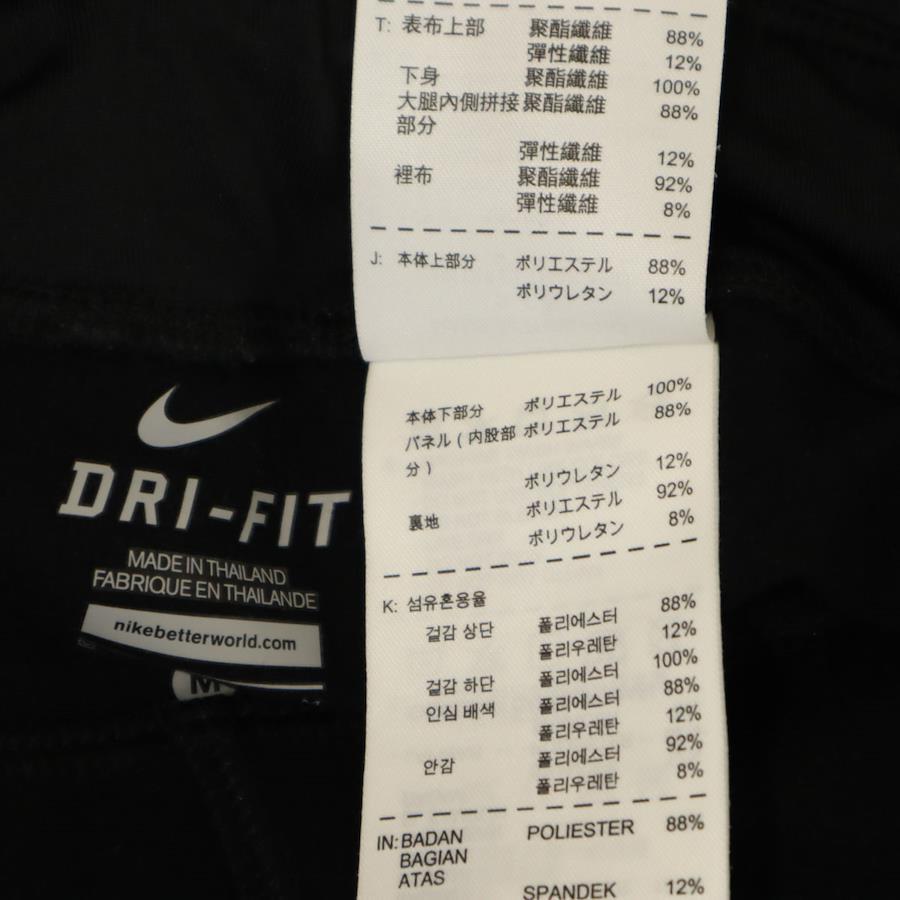 T: 表布上部 聚酯纖維 88%
彈性纖維 12%
下身 聚酯纖維 100%
大腿內側拼接 聚酯纖維 88%
部分
彈性纖維 12%
裡布 聚酯纖維 92%
彈性纖維 8%
J: 本体上部分 ポリエステル 88%
ポリウレタン 12%
本体下部分 ポリエステル 100%
パネル(内股部 ポリエステル 88%
分)
ポリウレタン 12%
裏地 ポリエステル 92%
ポリウレタン 8%
K: 섬유혼용율
겉감 상단 폴리에스터 88%
폴리우레탄 12%
겉감 하단 폴리에스터 100%
인심 배색 폴리에스터 88%
폴리우레탄 12%
안감 폴리에스터 92%
폴리우레탄 8%
IN: BADAN POLIESTER 88%
BAGIAN
ATAS
SPANDEK 12%
DRI-FIT
MADE IN THAILAND
FABRIQUE EN THAILANDE
nikebetterworld.com
M